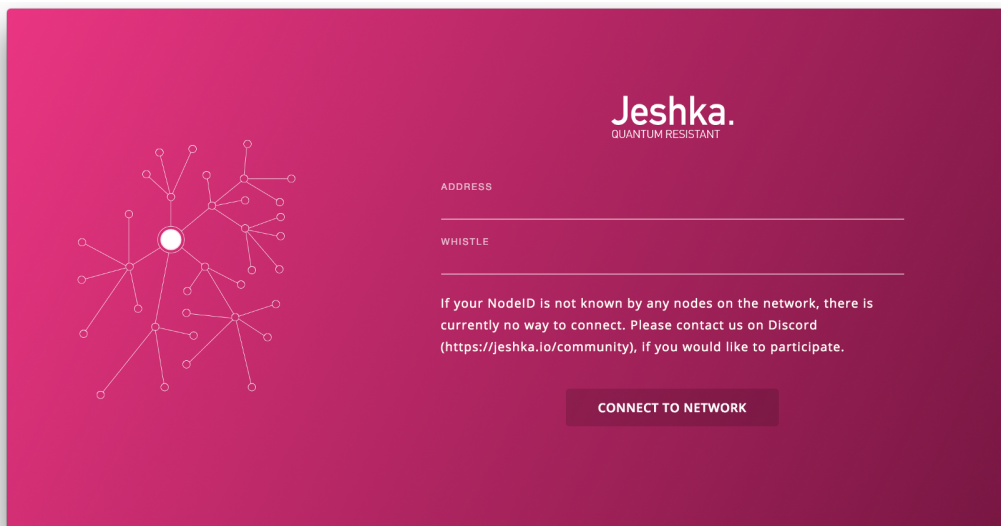 Jeshka.
QUANTUM RESISTANT
ADDRESS
WHISTLE
If your NodeID is not known by any nodes on the network, there is
currently no way to connect. Please contact us on Discord
(https://jeshka.io/community), if you would like to participate.
CONNECT TO NETWORK